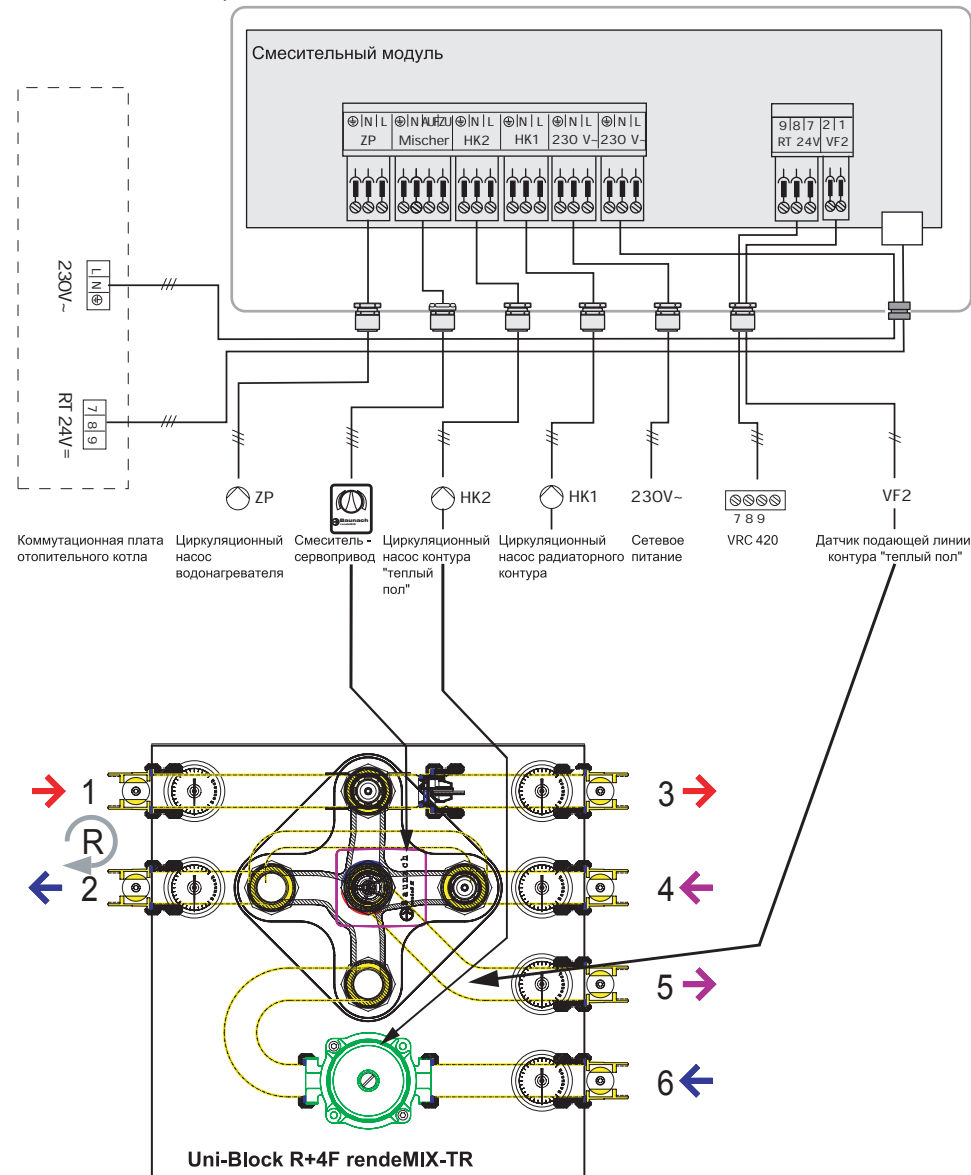 Смесительный модуль
N L N AUF ZU N L N L N L N L
ZP Mischer HK2 HK1 230 V~ 230 V~
9 8 7 2 1
RT 24V VF2
230V~
L N
RT 24V=
7 8 9
ZP
Baunach
rendeMIX
HK2
HK1
230V~
7 8 9
VRC 420
VF2
Коммутационная плата
отопительного котла
Циркуляционный
насос
водонагревателя
Смеситель -
сервопривод
Циркуляционный
насос контура
"теплый
пол"
Циркуляционный
насос радиаторного
контура
Сетевое
питание
Датчик подающей линии
контура "теплый пол"
1
3
R
2
4
5
6
Uni-Block R+4F rendeMIX-TR